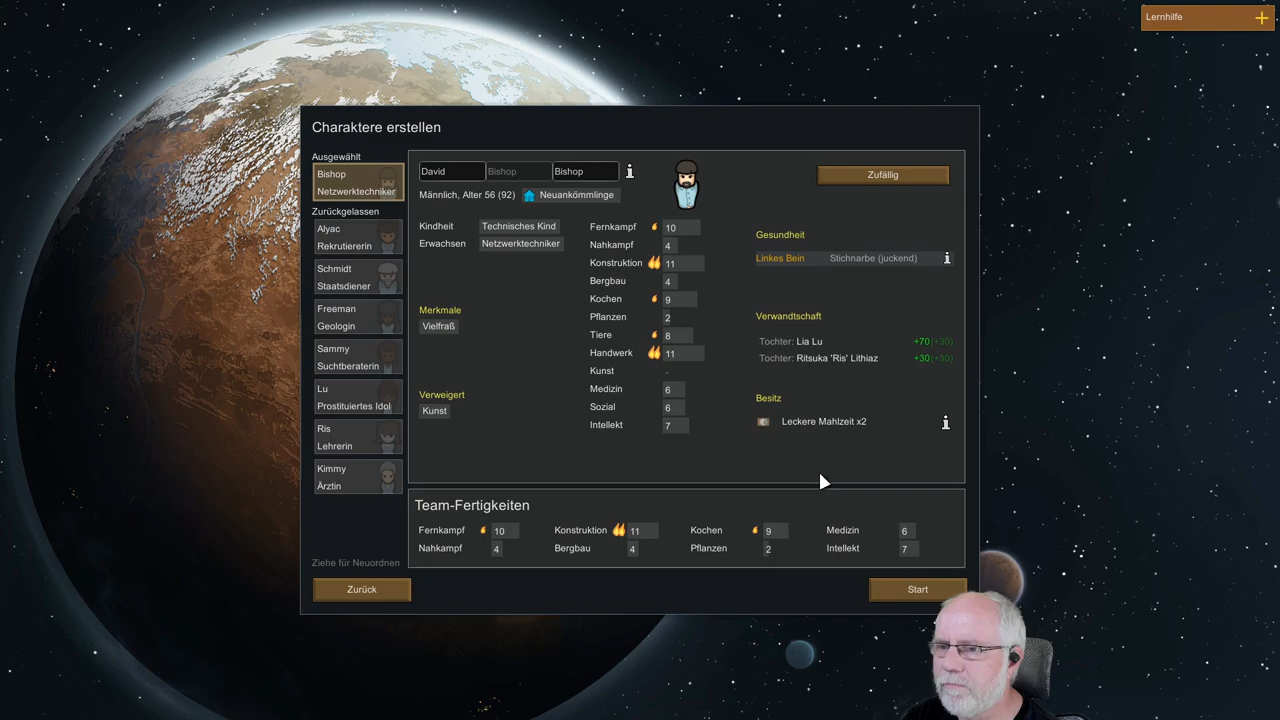 Lernhilfe
Charaktere erstellen
Ausgewählt
Bishop
Netzwerktechniker
Zurückgelassen
Alyac
Rekrutiererin
Schmidt
Staatsdiener
Freeman
Geologin
Sammy
Suchtberaterin
Lu
Prostituiertes Idol
Ris
Lehrerin
Kimmy
Ärztin
Ziehe für Neuordnen
Zurück
David Bishop Bishop
Zufällig
Männlich, Alter 56 (92) Neuankömmlinge
Kindheit Technisches Kind
Erwachsen Netzwerktechniker
Merkmale
Vielfraß
Verweigert
Kunst
Fernkampf 10
Nahkampf 4
Konstruktion 11
Bergbau 4
Kochen 9
Pflanzen 2
Tiere 8
Handwerk 11
Kunst -
Medizin 6
Sozial 6
Intellekt 7
Gesundheit
Linkes Bein Stichnarbe (juckend)
Verwandtschaft
Tochter: Lia Lu +70(+30)
Tochter: Ritsuka 'Ris' Lithiaz +30(+30)
Besitz
Leckere Mahlzeit x2
Team-Fertigkeiten
Fernkampf 10 Konstruktion 11 Kochen 9 Medizin 6
Nahkampf 4 Bergbau 4 Pflanzen 2 Intellekt 7
Start